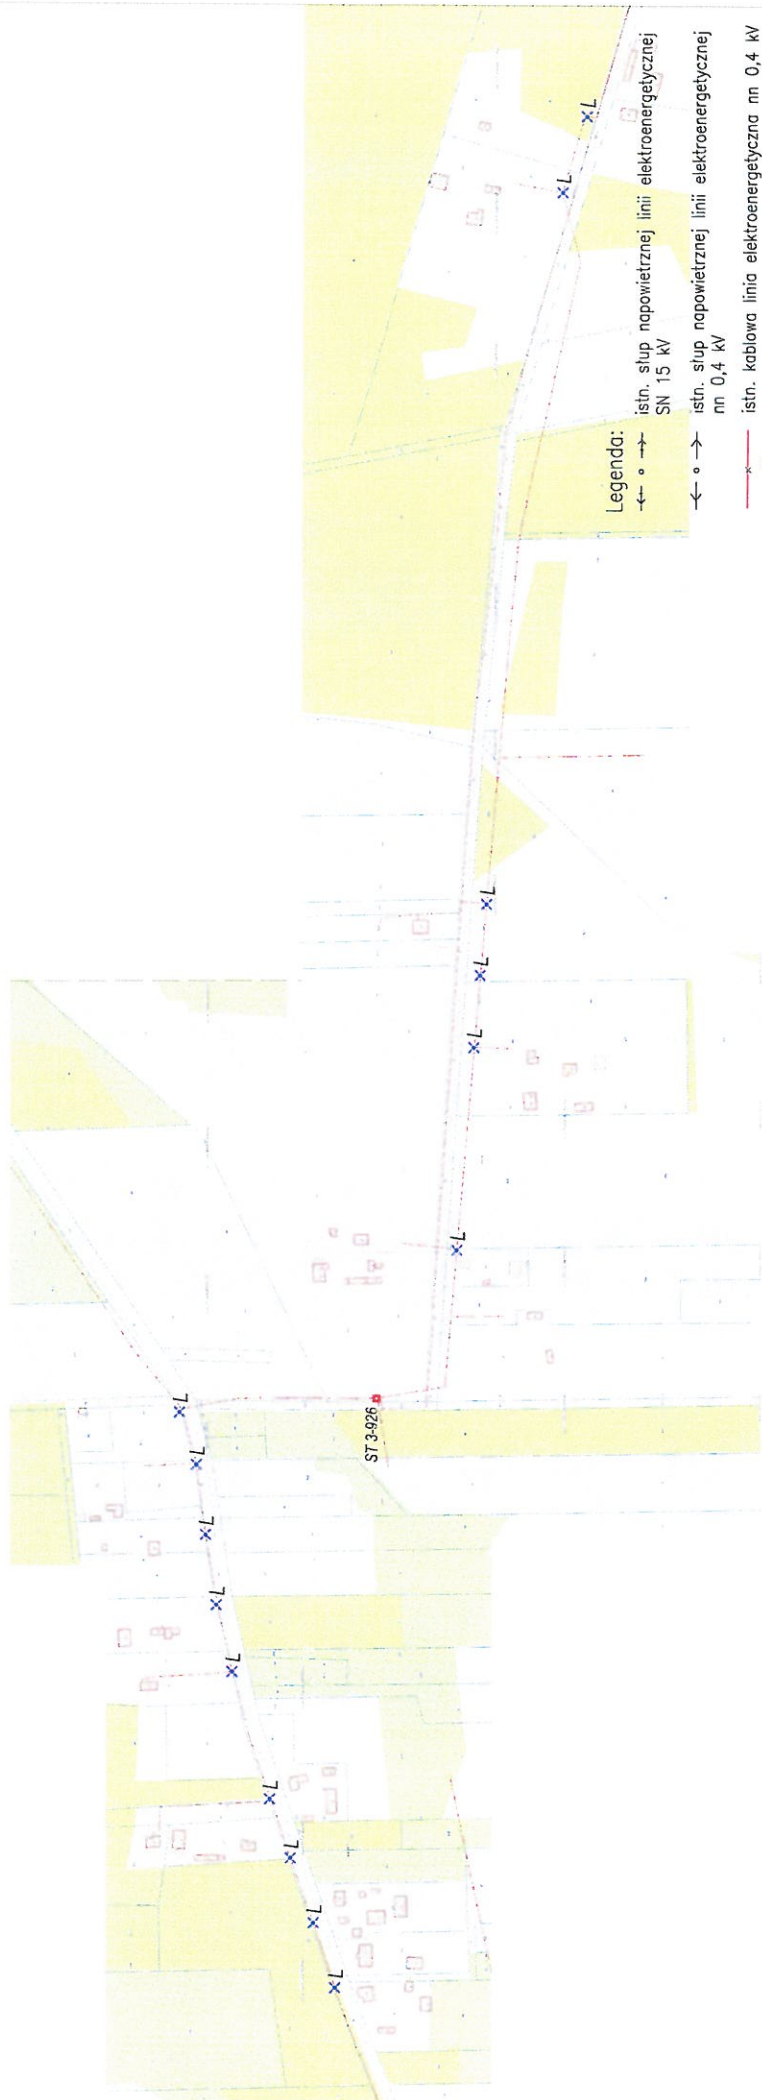 L
L
L
L
L
L
L
L
L
ST 3-926
L
L
L
L
L
L
Legenda:
istn. słup napowietrznej linii elektroenergetycznej
SN 15 kV
istn. słup napowietrznej linii elektroenergetycznej
nn 0,4 kV
istn. kablowa linia elektroenergetyczna nn 0,4 kV